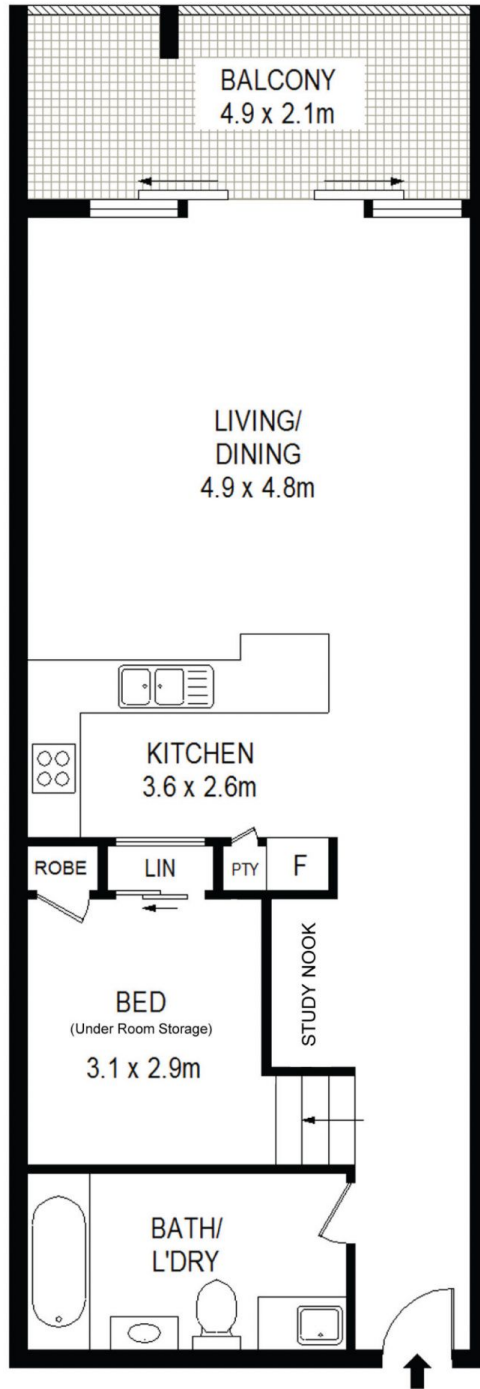 BALCONY
4.9 x 2.1m
LIVING/
DINING
4.9 x 4.8m
KITCHEN
3.6 x 2.6m
ROBE
LIN
PTY
F
STUDY NOOK
BED
(Under Room Storage)
3.1 x 2.9m
BATH/
L'DRY